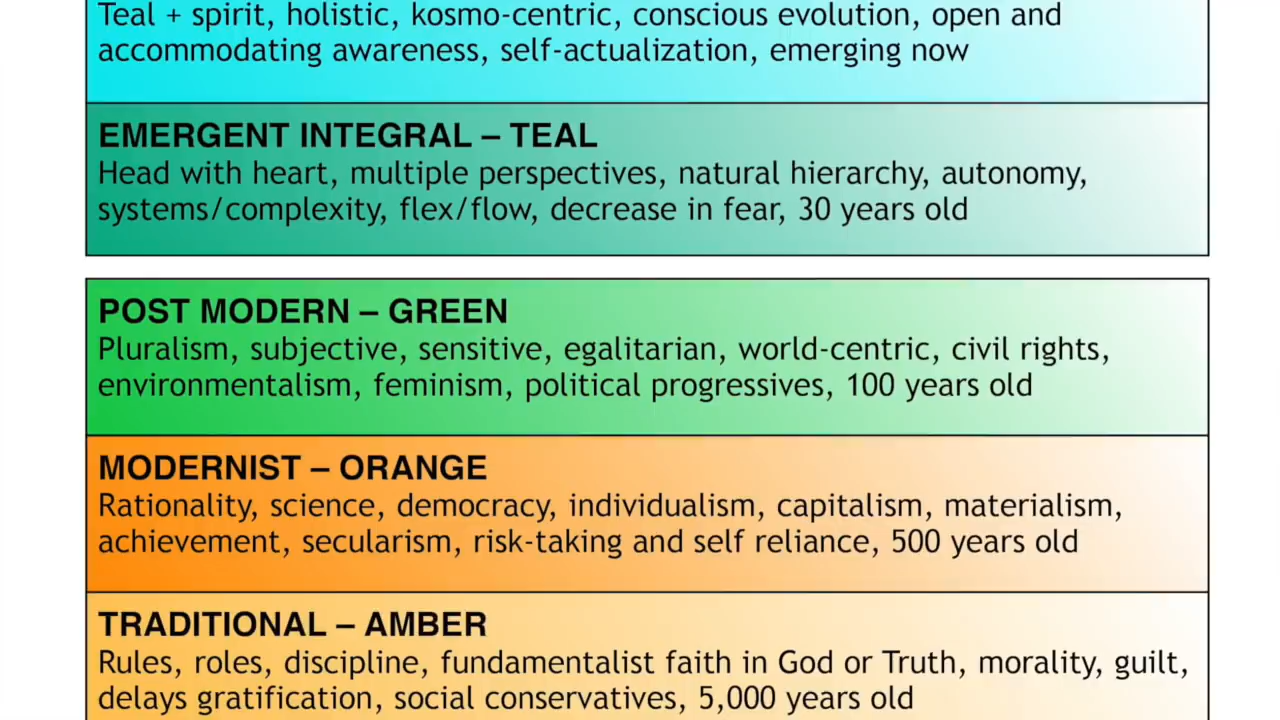 Teal + spirit, holistic, kosmo-centric, conscious evolution, open and
accommodating awareness, self-actualization, emerging now
EMERGENT INTEGRAL – TEAL
Head with heart, multiple perspectives, natural hierarchy, autonomy,
systems/complexity, flex/flow, decrease in fear, 30 years old
POST MODERN – GREEN
Pluralism, subjective, sensitive, egalitarian, world-centric, civil rights,
environmentalism, feminism, political progressives, 100 years old
MODERNIST – ORANGE
Rationality, science, democracy, individualism, capitalism, materialism,
achievement, secularism, risk-taking and self reliance, 500 years old
TRADITIONAL – AMBER
Rules, roles, discipline, fundamentalist faith in God or Truth, morality, guilt,
delays gratification, social conservatives, 5,000 years old